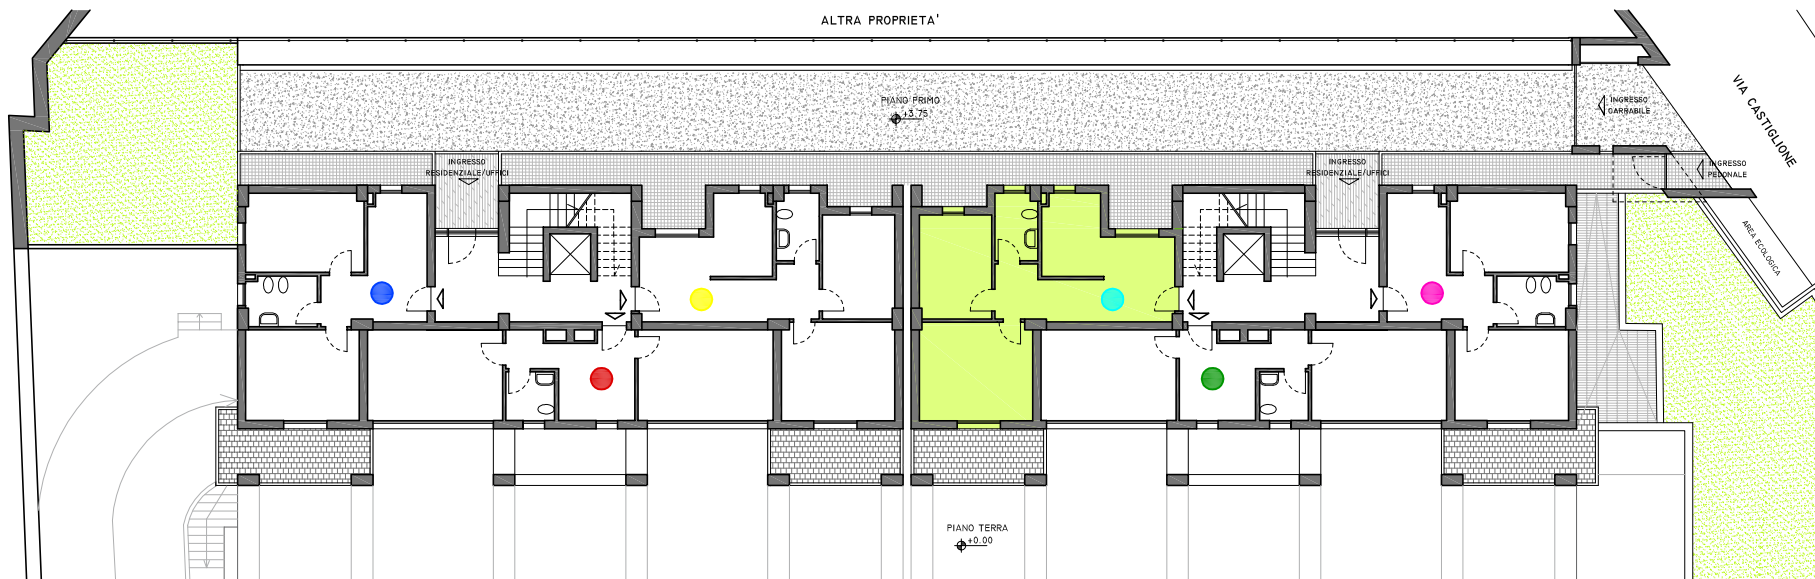 ALTRA PROPRIETA'
VIA CASTIGLIONE
PIANO PRIMO
+3.75
INGRESSO
CARRABILE
INGRESSO
RESIDENZIALE/UFFICI
INGRESSO
RESIDENZIALE/UFFICI
INGRESSO
PEDONALE
AREA ECOLOGICA
PIANO TERRA
+0.00